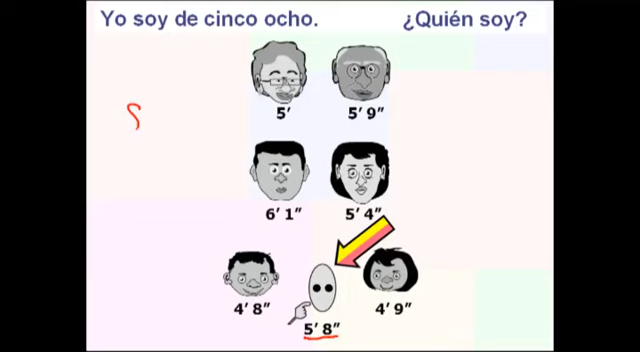 Yo soy de cinco ocho. ¿Quién soy?
5' 5' 9"
6' 1" 5' 4"
4' 8" 4' 9"
5' 8"